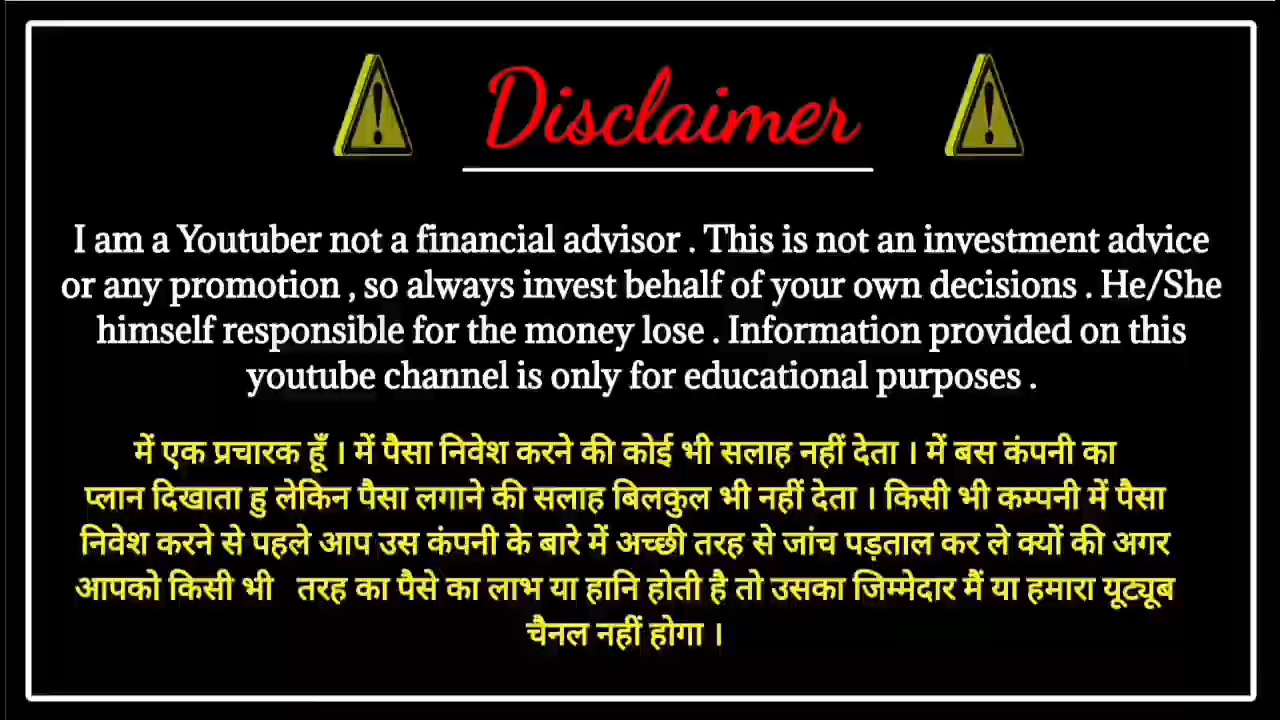 Disclaimer
I am a Youtuber not a financial advisor . This is not an investment advice
or any promotion , so always invest behalf of your own decisions . He/She
himself responsible for the money lose . Information provided on this
youtube channel is only for educational purposes .
में एक प्रचारक हूँ । में पैसा निवेश करने की कोई भी सलाह नहीं देता । में बस कंपनी का
प्लान दिखाता हु लेकिन पैसा लगाने की सलाह बिलकुल भी नहीं देता । किसी भी कम्पनी में पैसा
निवेश करने से पहले आप उस कंपनी के बारे में अच्छी तरह से जांच पड़ताल कर ले क्यों की अगर
आपको किसी भी तरह का पैसे का लाभ या हानि होती है तो उसका जिम्मेदार मैं या हमारा यूट्यूब
चैनल नहीं होगा ।